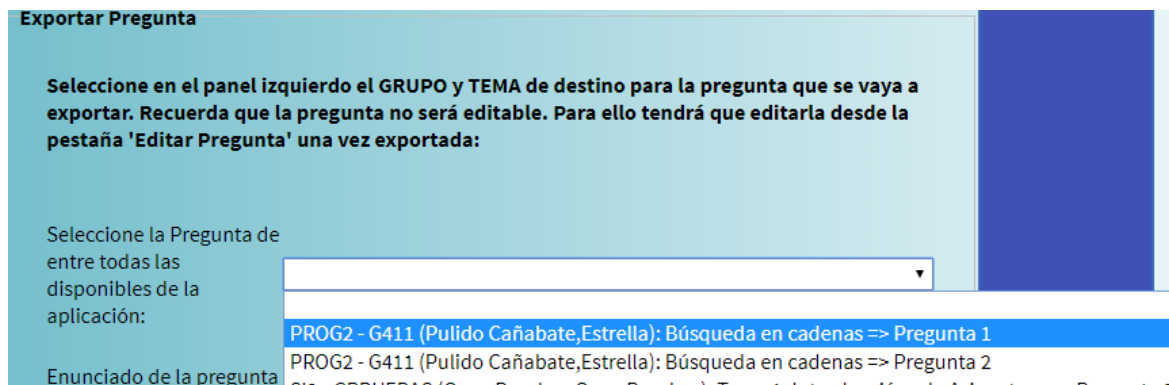 Exportar Pregunta
Seleccione en el panel izquierdo el GRUPO y TEMA de destino para la pregunta que se vaya a
exportar. Recuerda que la pregunta no será editable. Para ello tendrá que editarla desde la
pestaña 'Editar Pregunta' una vez exportada:
Seleccione la Pregunta de
entre todas las
disponibles de la
aplicación:
PROG2 - G411 (Pulido Cañabate,Estrella): Búsqueda en cadenas => Pregunta 1
PROG2 - G411 (Pulido Cañabate,Estrella): Búsqueda en cadenas => Pregunta 2
Enunciado de la pregunta